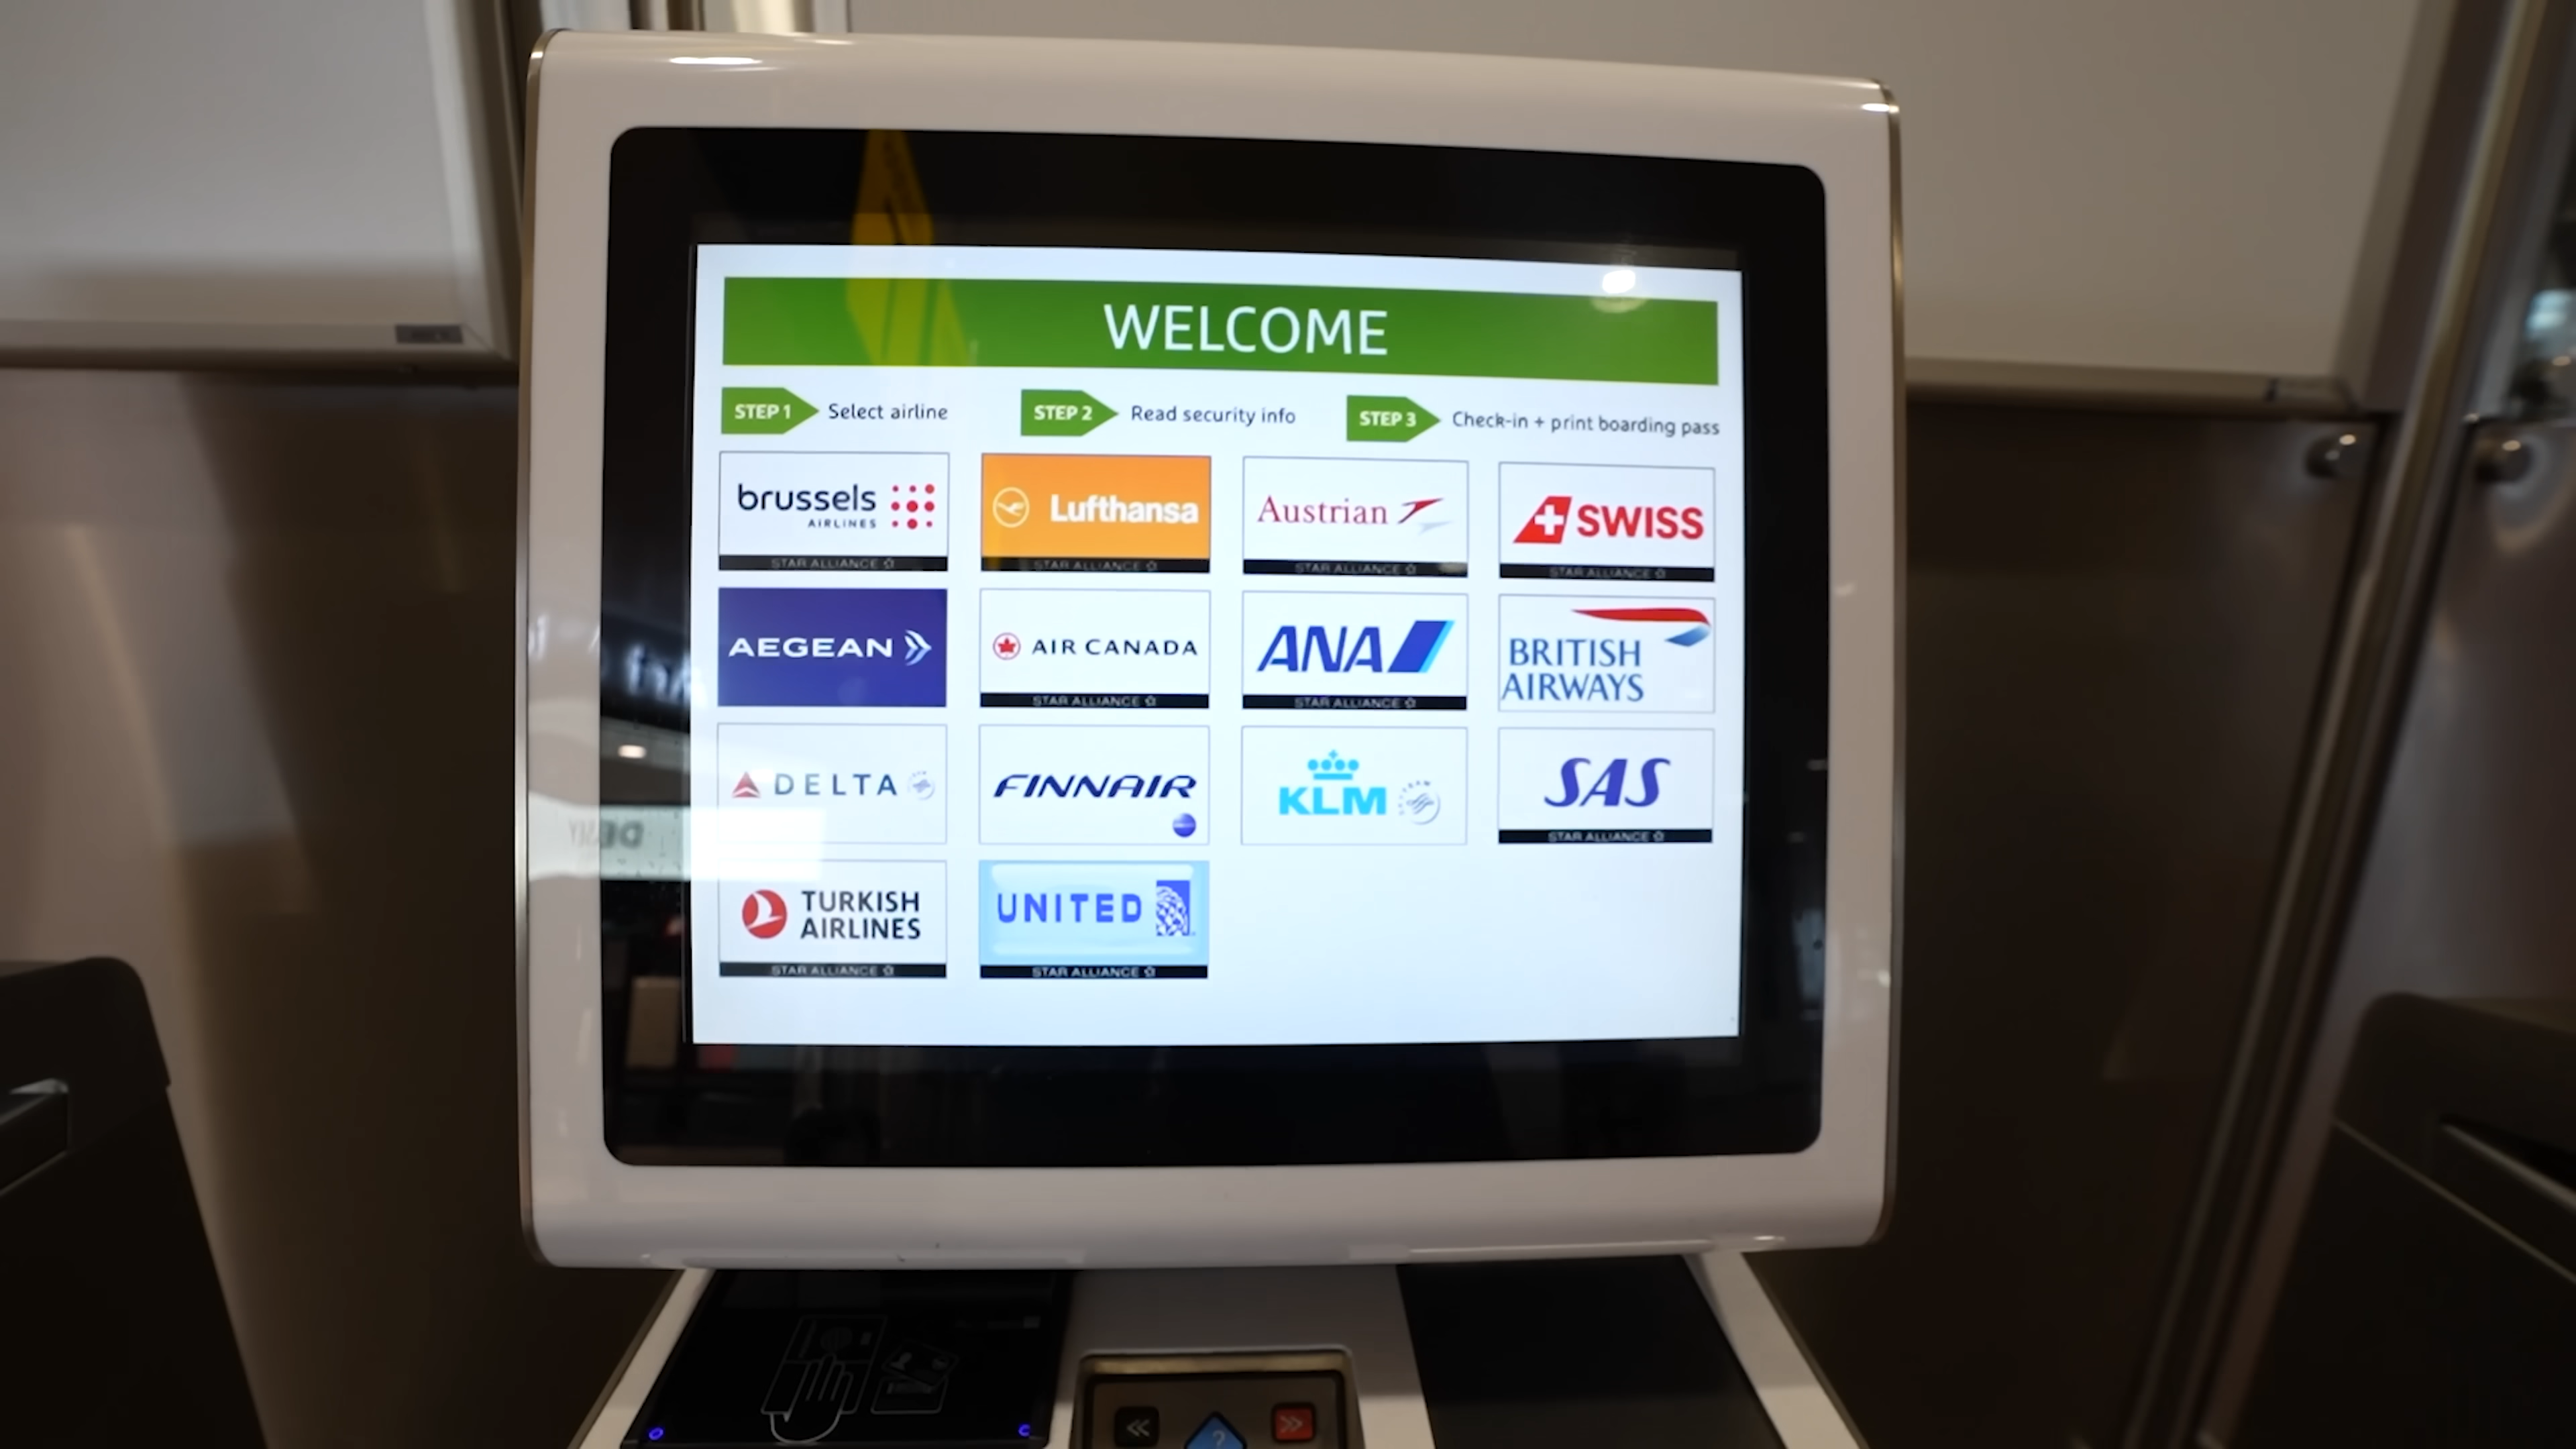 WELCOME
STEP 1 Select airline STEP 2 Read security info STEP 3 Check-in + print boarding pass
brussels
AIRLINES
STAR ALLIANCE
Lufthansa
STAR ALLIANCE
Austrian
STAR ALLIANCE
SWISS
STAR ALLIANCE
AEGEAN
AIR CANADA
STAR ALLIANCE
ANA
STAR ALLIANCE
BRITISH
AIRWAYS
DELTA
FINNAIR
KLM
SAS
STAR ALLIANCE
TURKISH
AIRLINES
STAR ALLIANCE
UNITED
STAR ALLIANCE
?